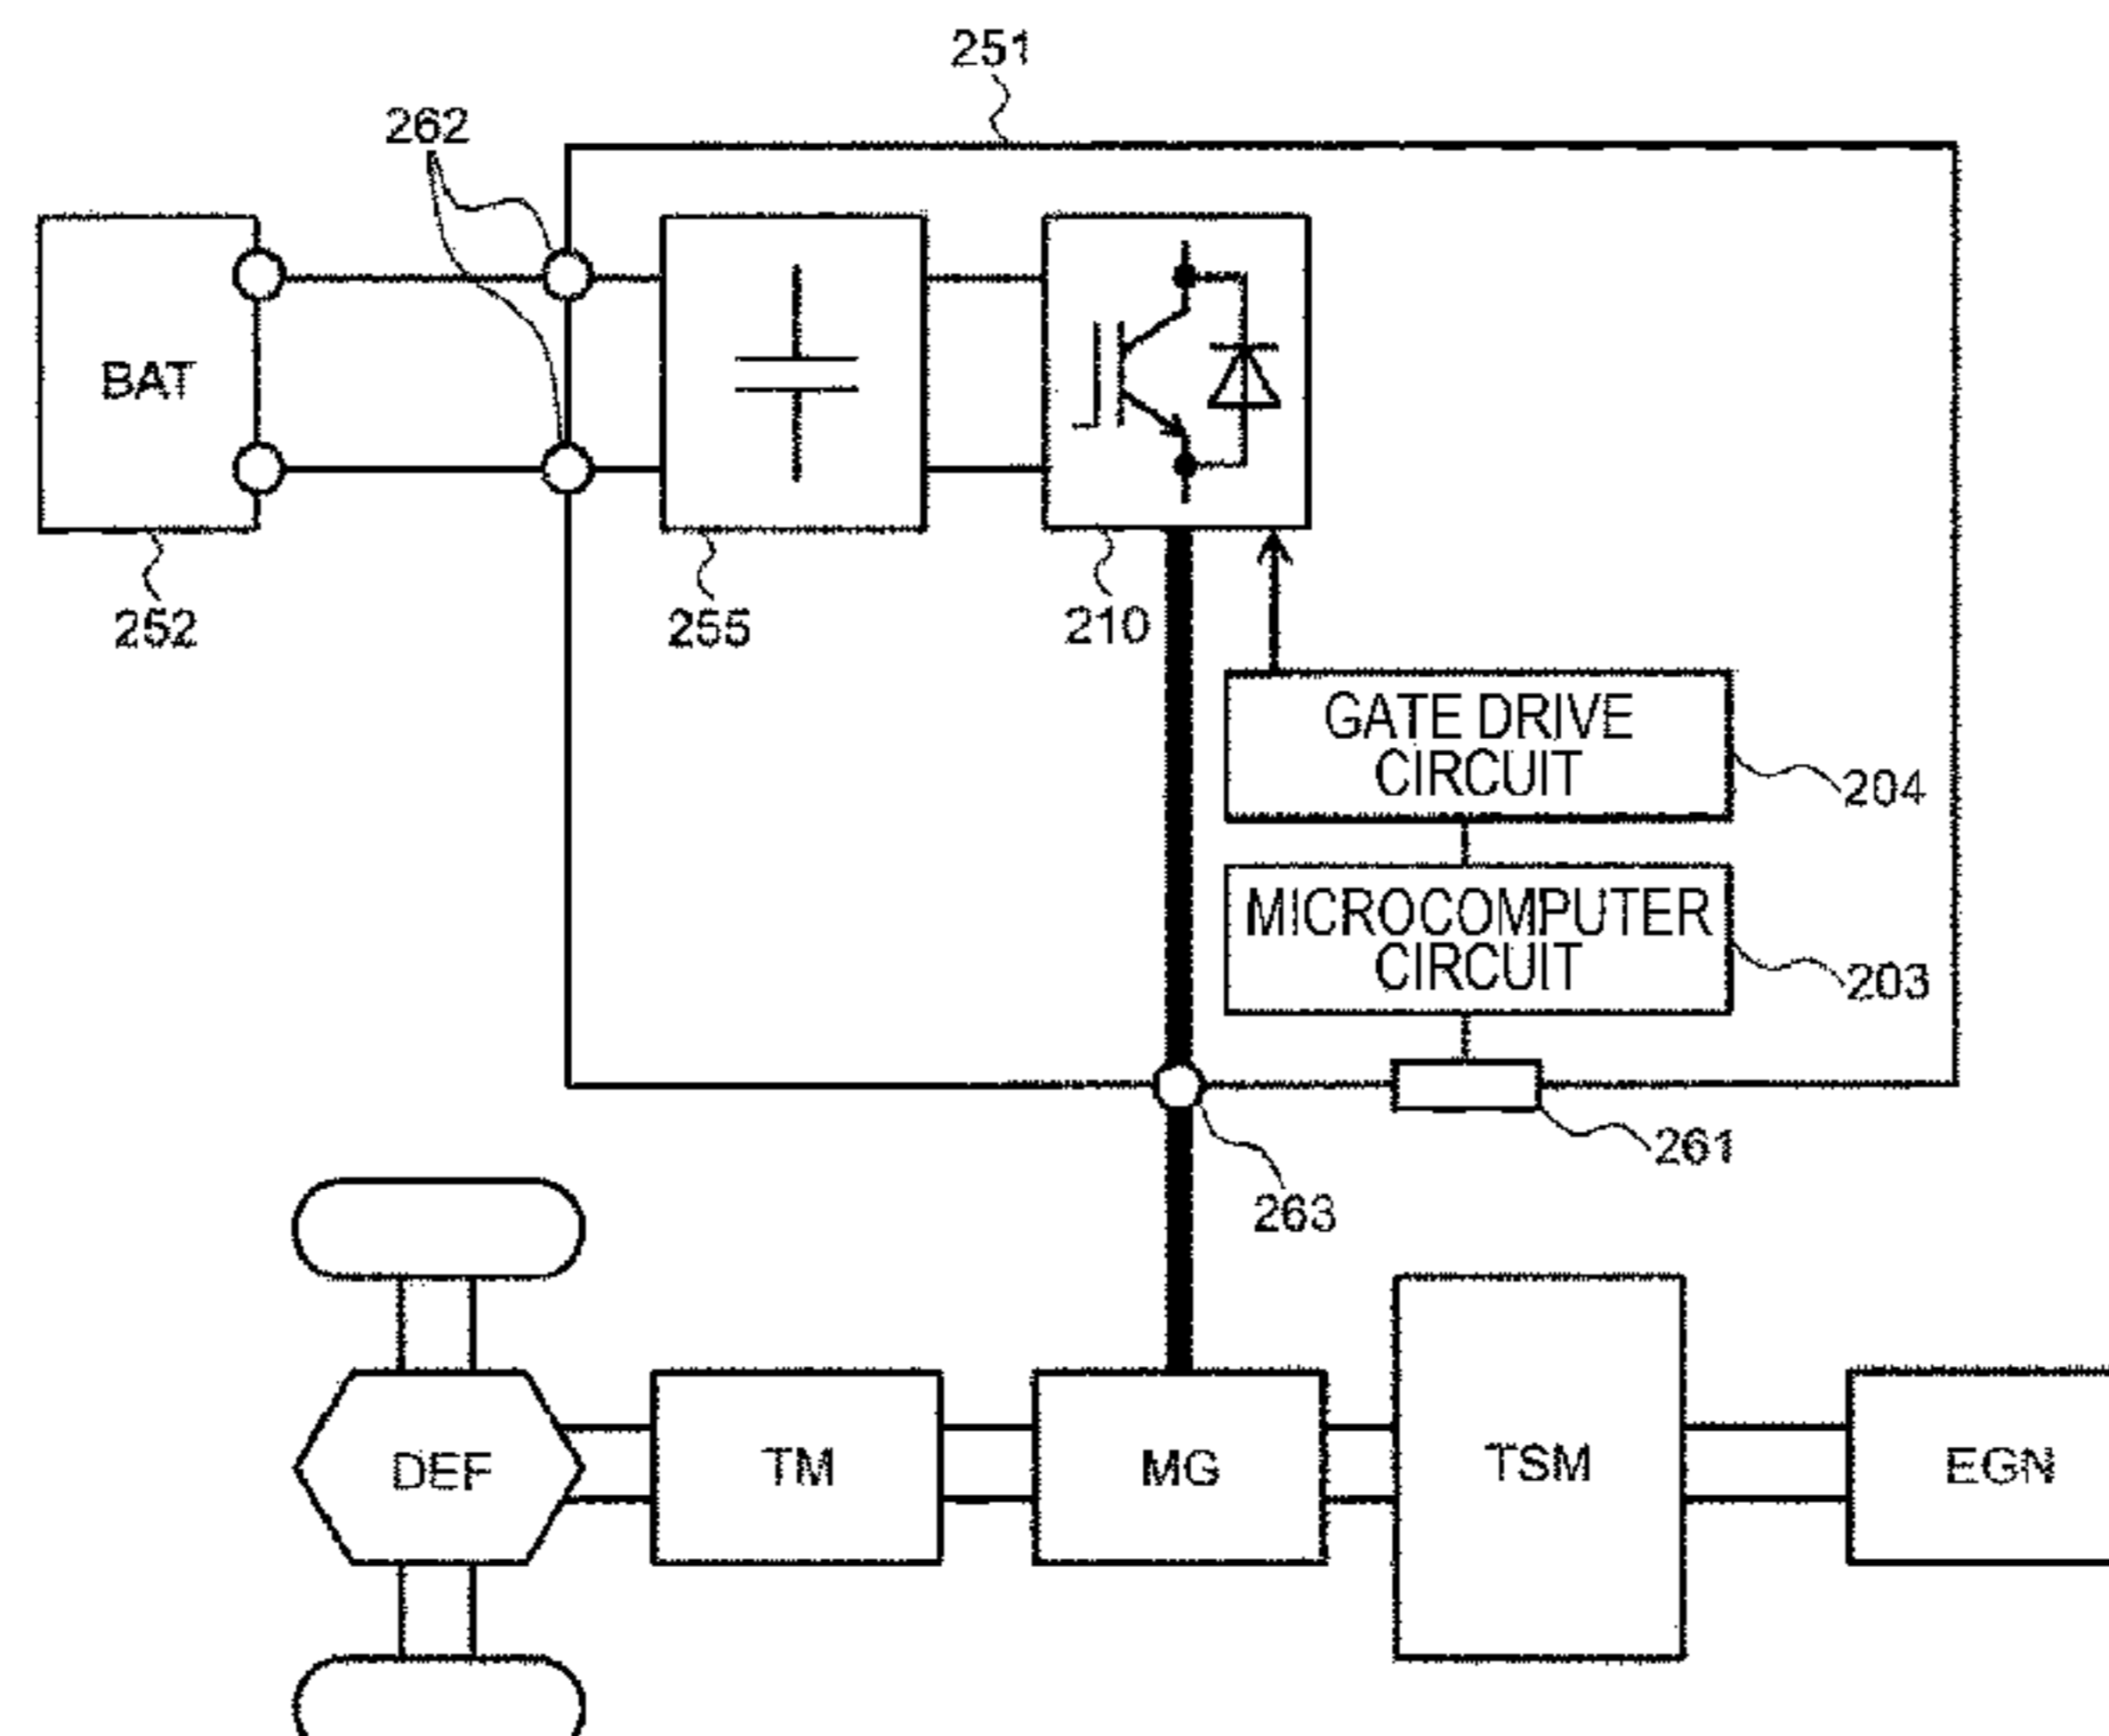 251
262
BAT
252
255
210
GATE DRIVE
CIRCUIT
204
MICROCOMPUTER
CIRCUIT
203
261
263
DEF
TM
MG
TSM
EGN